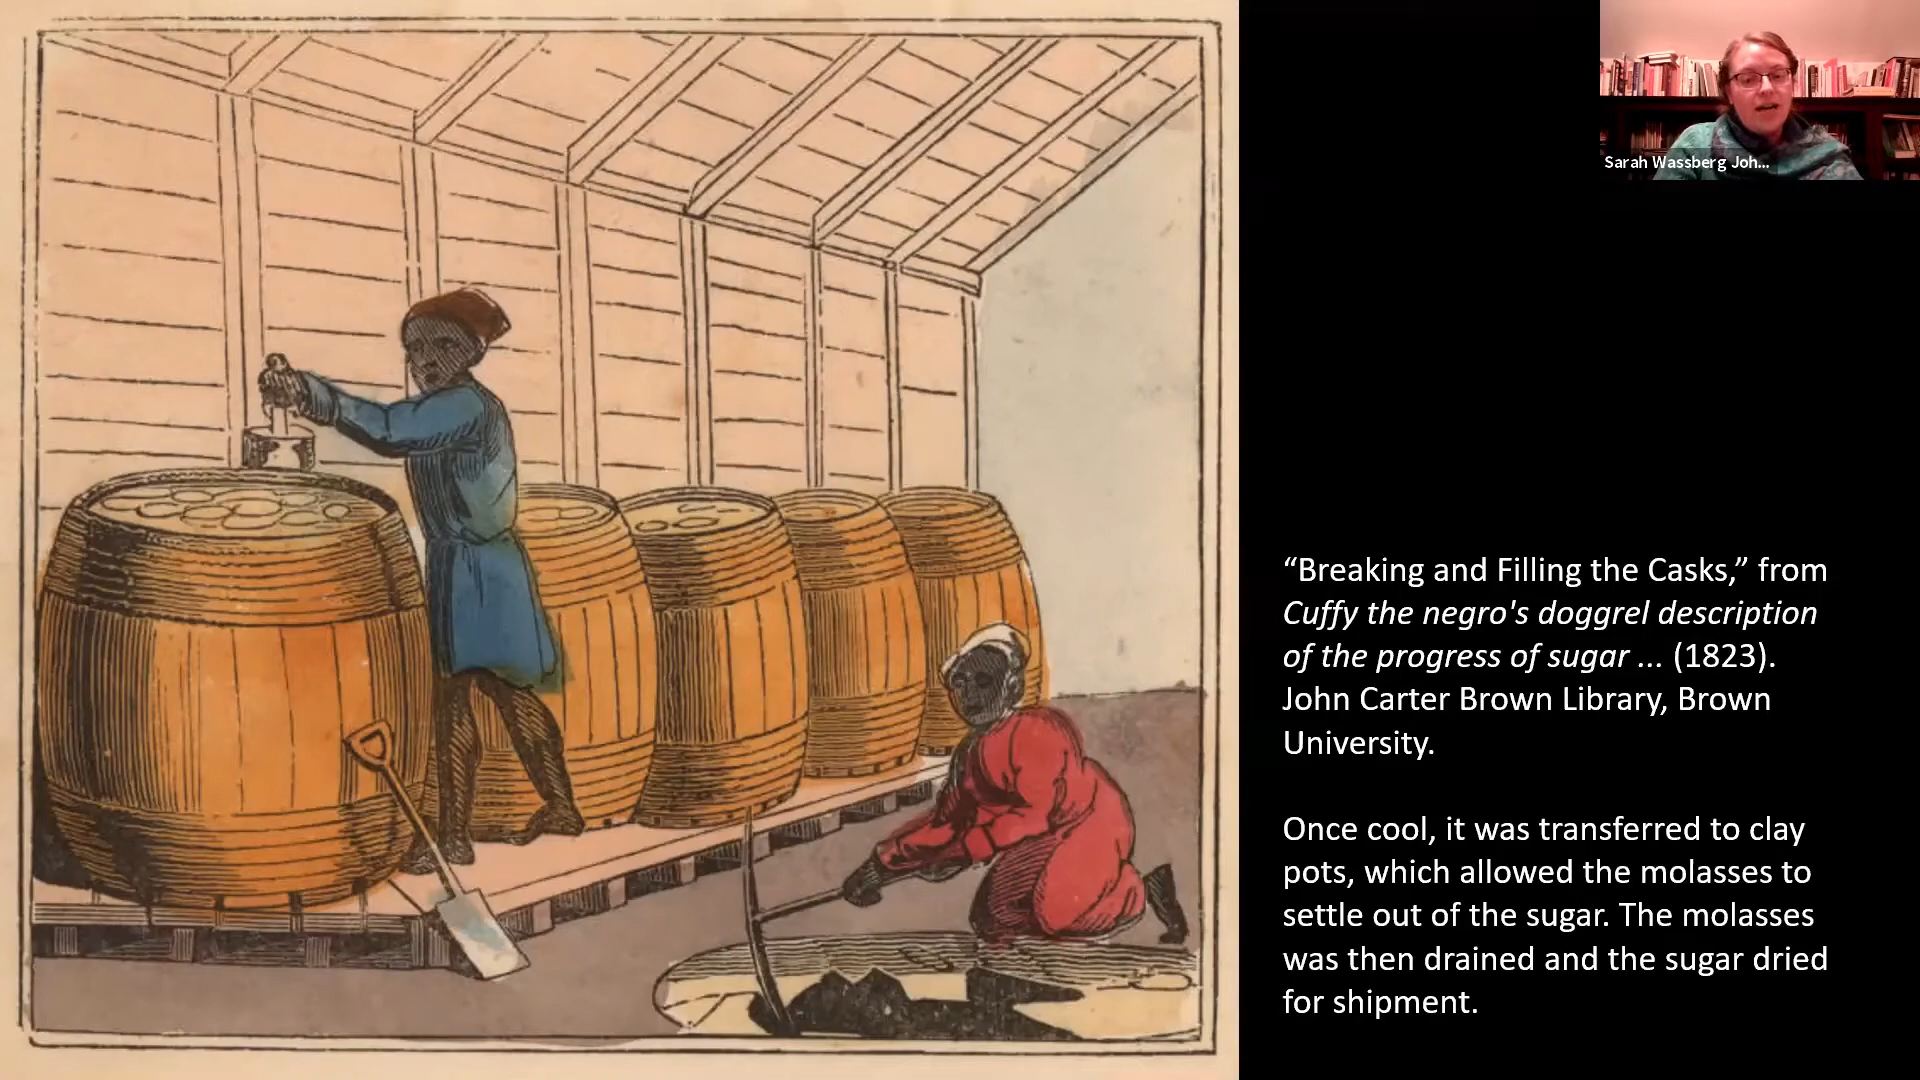 Sarah Wassberg Joh...
“Breaking and Filling the Casks,” from
Cuffy the negro's doggrel description
of the progress of sugar ... (1823).
John Carter Brown Library, Brown
University.
Once cool, it was transferred to clay
pots, which allowed the molasses to
settle out of the sugar. The molasses
was then drained and the sugar dried
for shipment.